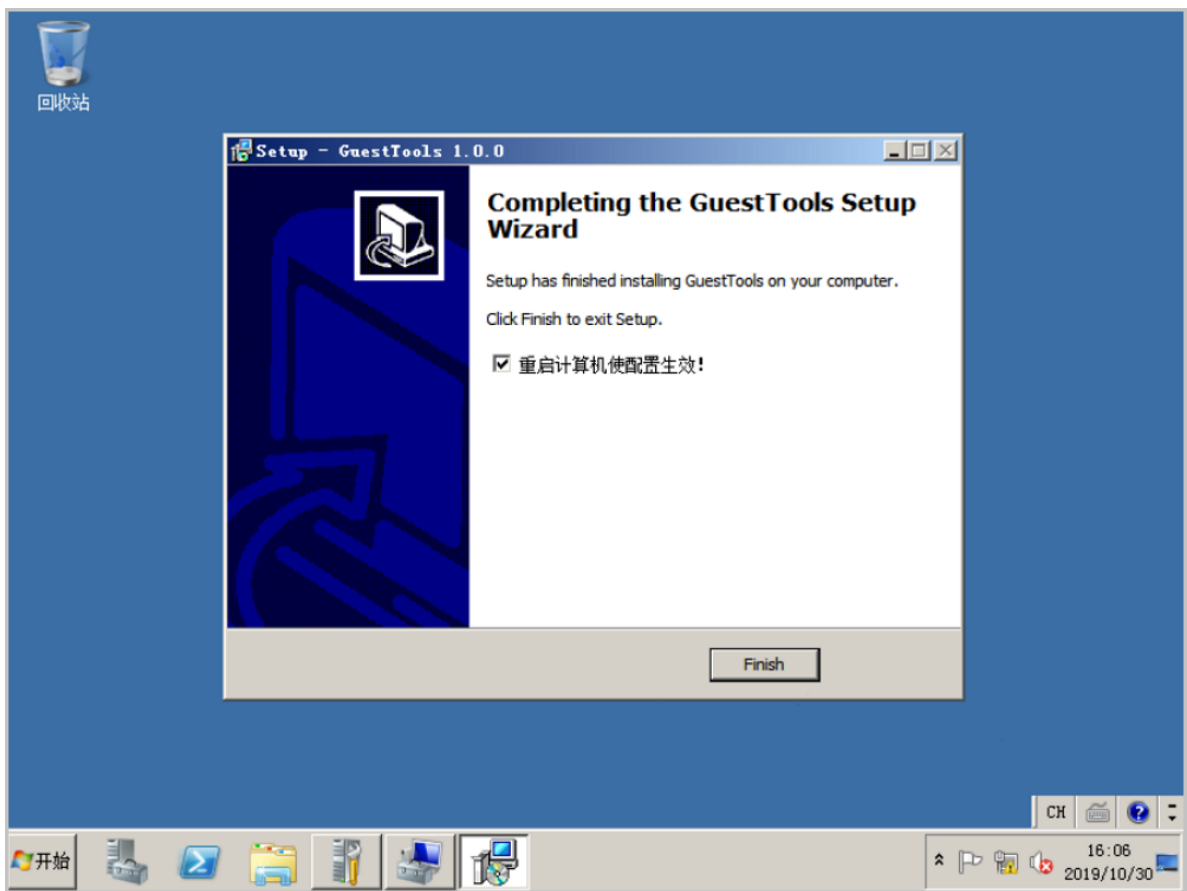 回收站
Setup - GuestTools 1.0.0
Completing the GuestTools Setup
Wizard
Setup has finished installing GuestTools on your computer.
Click Finish to exit Setup.
重启计算机使配置生效!
Finish
CH
开始
16:06
2019/10/30